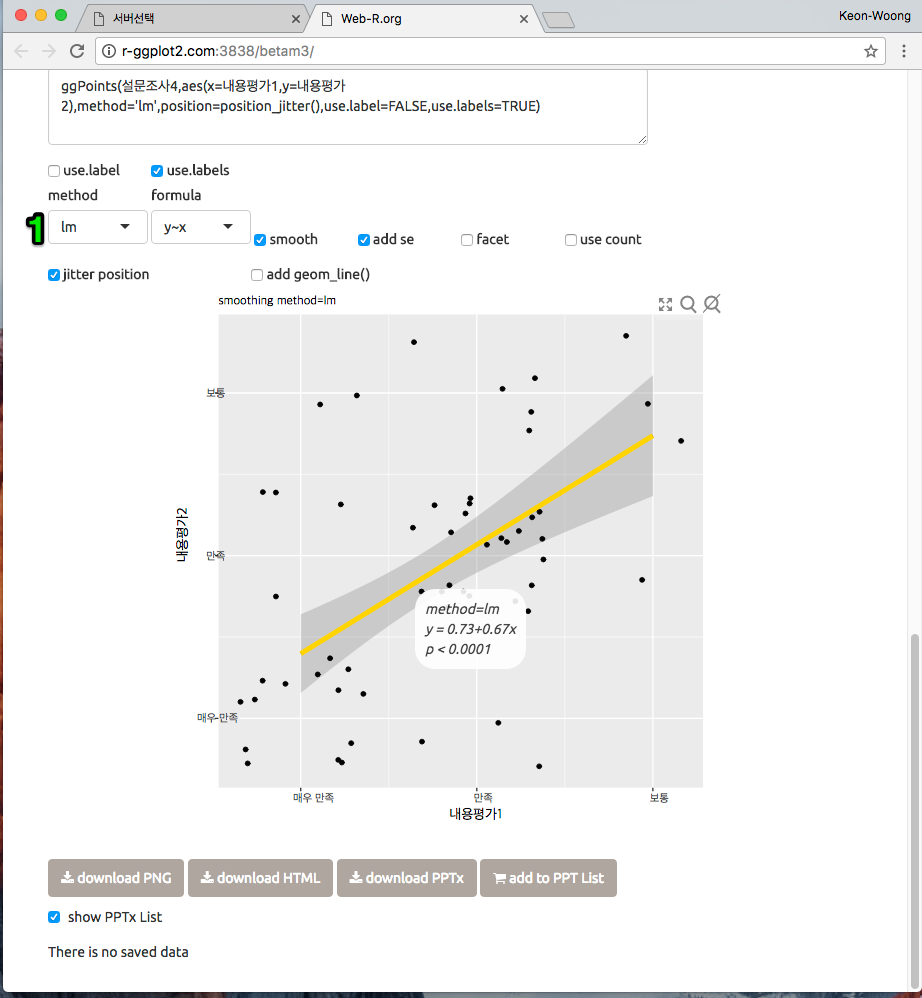 서버선택
Web-R.org
Keon-Woong
r-ggplot2.com:3838/betam3/
ggPoints(설문조사4,aes(x=내용평가1,y=내용평가
2),method='lm',position=position_jitter(),use.label=FALSE,use.labels=TRUE)
use.label use.labels
method formula
1 lm y~x
smooth add se facet use count
jitter position add geom_line()
smoothing method=lm
보통
내용평가2
만족
method=lm
y = 0.73+0.67x
p < 0.0001
매우 만족
매우 만족 만족 보통
내용평가1
download PNG download HTML download PPTx add to PPT List
show PPTx List
There is no saved data